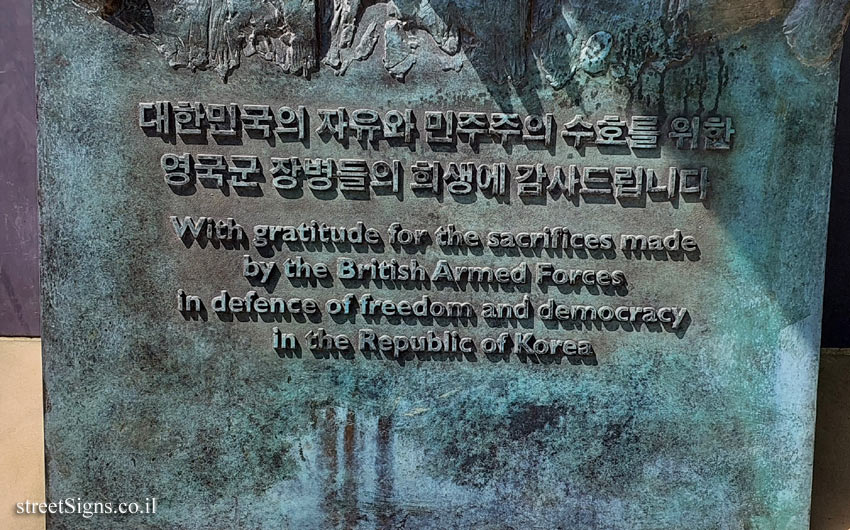 대한민국의 자유와 민주주의 수호를 위한
영국군 장병들의 희생에 감사드립니다
With gratitude for the sacrifices made
by the British Armed Forces
in defence of freedom and democracy
in the Republic of Korea
streetSigns.co.il